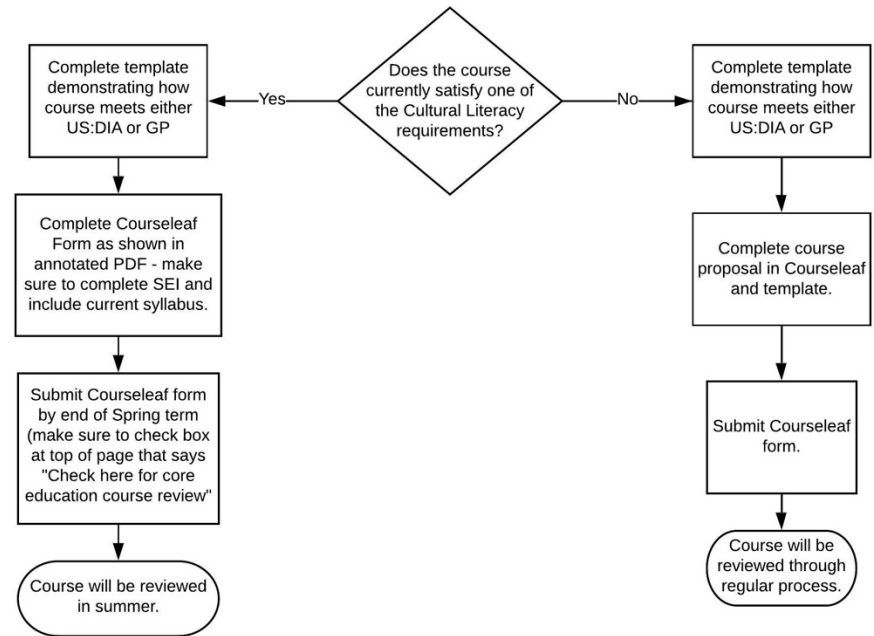 Does the course
currently satisfy one of
the Cultural Literacy
requirements?
Yes
Complete template
demonstrating how
course meets either
US:DIA or GP
Complete Courseleaf
Form as shown in
annotated PDF - make
sure to complete SEI and
include current syllabus.
Submit Courseleaf form
by end of Spring term
(make sure to check box
at top of page that says
"Check here for core
education course review"
Course will be reviewed
in summer.
No
Complete template
demonstrating how
course meets either
US:DIA or GP
Complete course
proposal in Courseleaf
and template.
Submit Courseleaf
form.
Course will be
reviewed through
regular process.